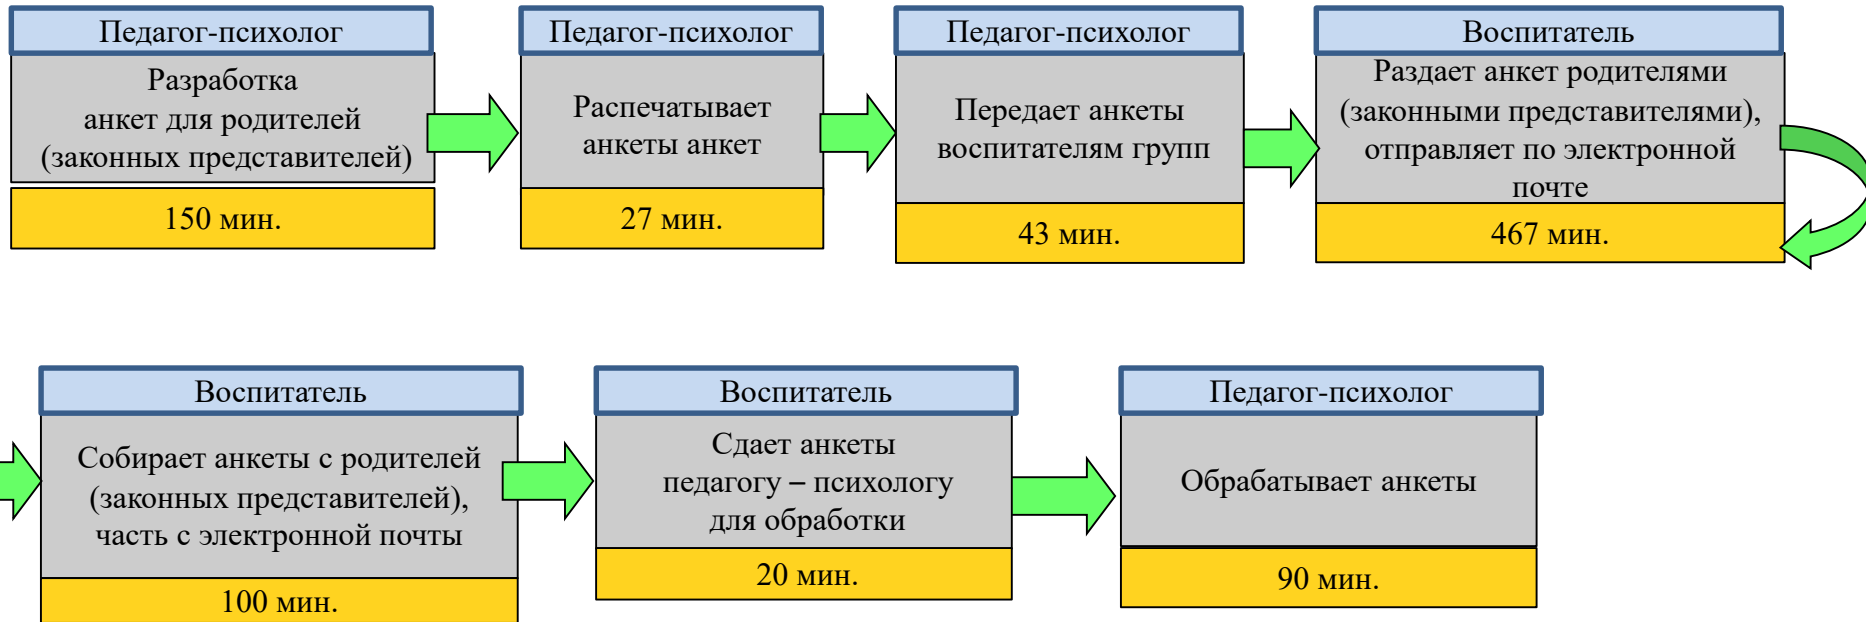 Педагог-психолог
Разработка
анкет для родителей
(законных представителей)
150 мин.
Педагог-психолог
Распечатывает
анкеты анкет
27 мин.
Педагог-психолог
Передает анкеты
воспитателям групп
43 мин.
Воспитатель
Раздает анкет родителями
(законными представителями),
отправляет по электронной
почте
467 мин.
Воспитатель
Собирает анкеты с родителей
(законных представителей),
часть с электронной почты
100 мин.
Воспитатель
Сдает анкеты
педагогу – психологу
для обработки
20 мин.
Педагог-психолог
Обрабатывает анкеты
90 мин.